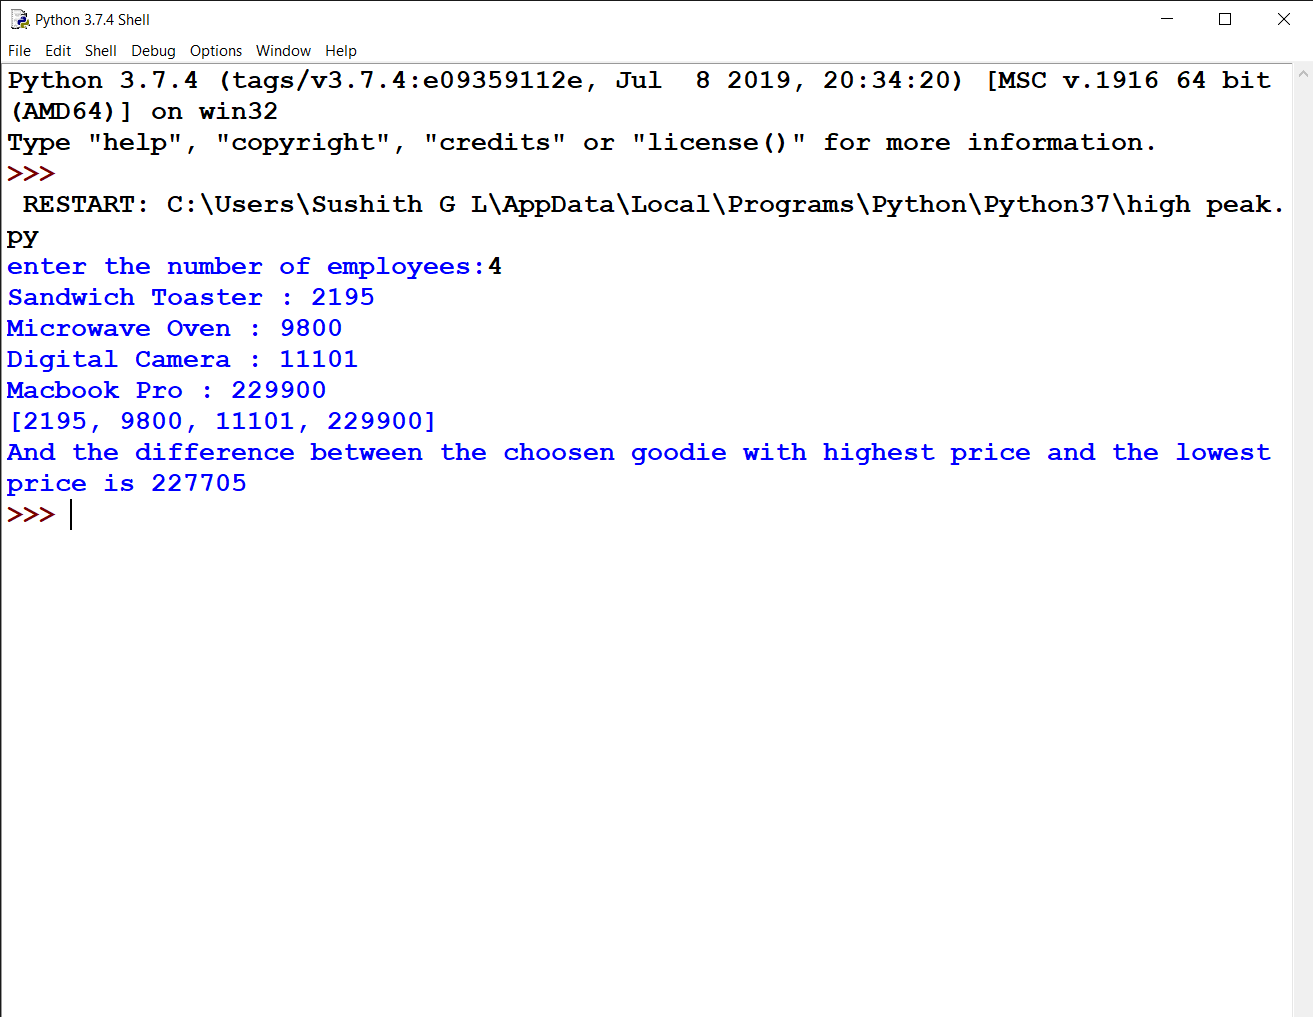 Python 3.7.4 Shell
File Edit Shell Debug Options Window Help
Python 3.7.4 (tags/v3.7.4:e09359112e, Jul  8 2019, 20:34:20) [MSC v.1916 64 bit
(AMD64)] on win32
Type "help", "copyright", "credits" or "license()" for more information.
>>>
 RESTART: C:\Users\Sushith G L\AppData\Local\Programs\Python\Python37\high peak.
py
enter the number of employees:4
Sandwich Toaster : 2195
Microwave Oven : 9800
Digital Camera : 11101
Macbook Pro : 229900
[2195, 9800, 11101, 229900]
And the difference between the choosen goodie with highest price and the lowest
price is 227705
>>>